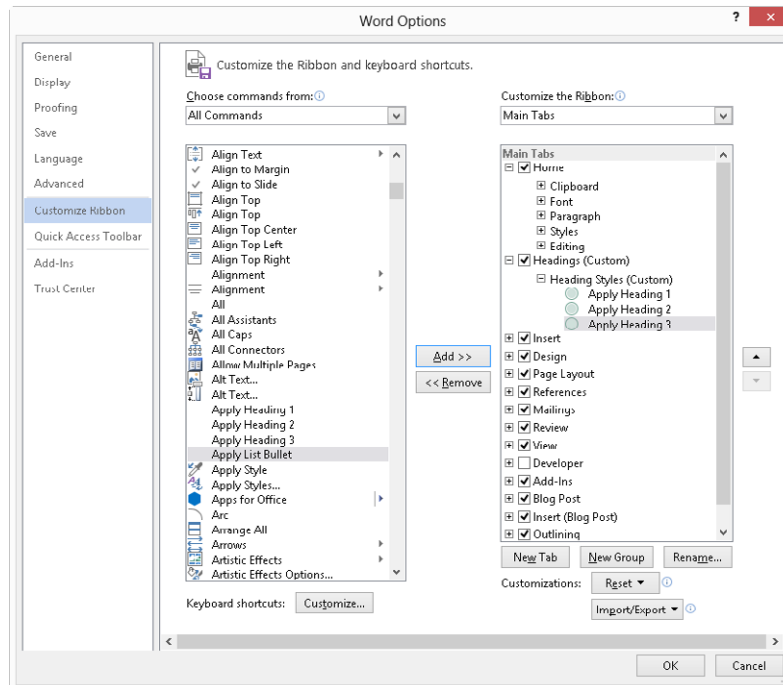 Word Options
?
×
General
Display
Proofing
Save
Language
Advanced
Customize Ribbon
Quick Access Toolbar
Add-Ins
Trust Center
Customize the Ribbon and keyboard shortcuts.
Choose commands from:
All Commands
Align Text
Align to Margin
Align to Slide
Align Top
Align Top
Align Top Center
Align Top Left
Align Top Right
Alignment
Alignment
All
All Assistants
All Caps
All Connectors
Allow Multiple Pages
Alt Text...
Alt Text...
Apply Heading 1
Apply Heading 2
Apply Heading 3
Apply List Bullet
Apply Style
Apply Styles...
Apps for Office
Arc
Arrange All
Arrows
Artistic Effects
Artistic Effects Options...
Keyboard shortcuts: Customize...
Add >>
<< Remove
Customize the Ribbon:
Main Tabs
Main Tabs
Home
Clipboard
Font
Paragraph
Styles
Editing
Headings (Custom)
Heading Styles (Custom)
Apply Heading 1
Apply Heading 2
Apply Heading 3
Insert
Design
Page Layout
References
Mailings
Review
View
Developer
Add-Ins
Blog Post
Insert (Blog Post)
Outlining
New Tab New Group Rename...
Customizations: Reset
Import/Export
OK Cancel